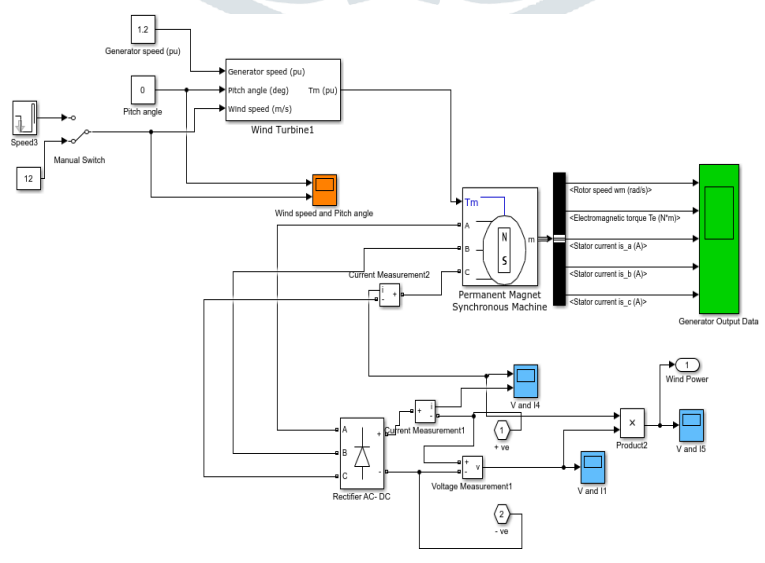 1.2
Generator speed (pu)
Generator speed (pu)
0
Pitch angle (deg)
Tm (pu)
Pitch angle
Wind speed (m/s)
Speed3
Wind Turbine1
Manual Switch
12
<Rotor speed wm (rad/s)>
Tm
Wind speed and Pitch angle
<Electromagnetic torque Te (N*m)>
A
N
m
<Stator current is_a (A)>
B
S
C
<Stator current is_b (A)>
Current Measurement2
i
+
-
Permanent Magnet
Synchronous Machine
<Stator current is_c (A)>
Generator Output Data
1
Wind Power
V and I4
+
i
-
Current Measurement1
A
+
1
×
B
+ ve
Product2
V and I5
C
-
+
-
v
Voltage Measurement1
V and I1
Rectifier AC- DC
2
- ve